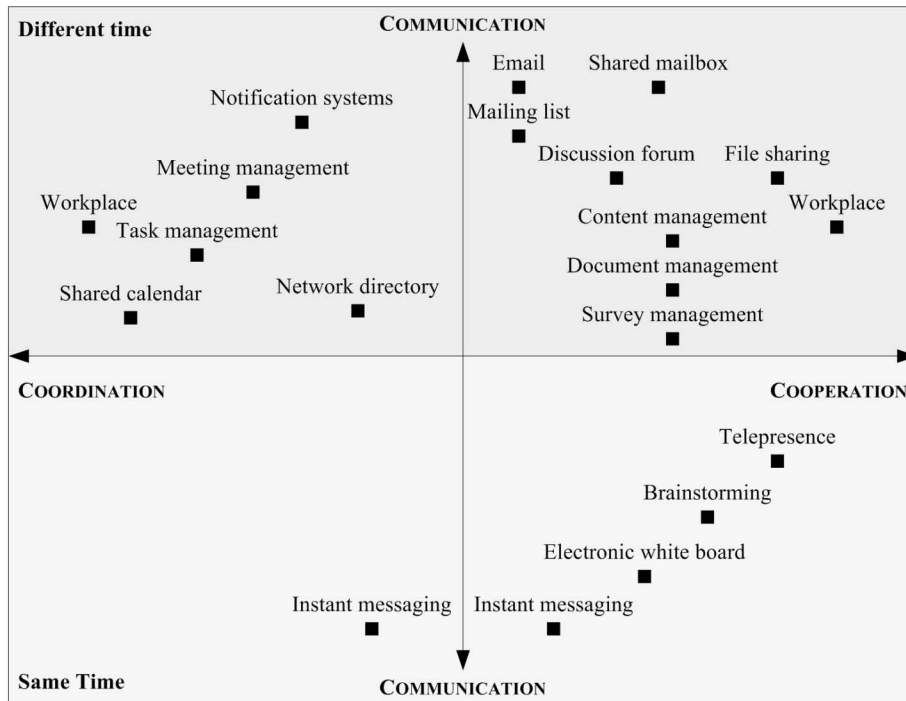 Different time
COMMUNICATION
Email
Shared mailbox
Notification systems
Mailing list
Meeting management
Discussion forum
File sharing
Workplace
Workplace
Task management
Content management
Document management
Shared calendar
Network directory
Survey management
COORDINATION
COOPERATION
Telepresence
Brainstorming
Electronic white board
Instant messaging
Instant messaging
Same Time
COMMUNICATION